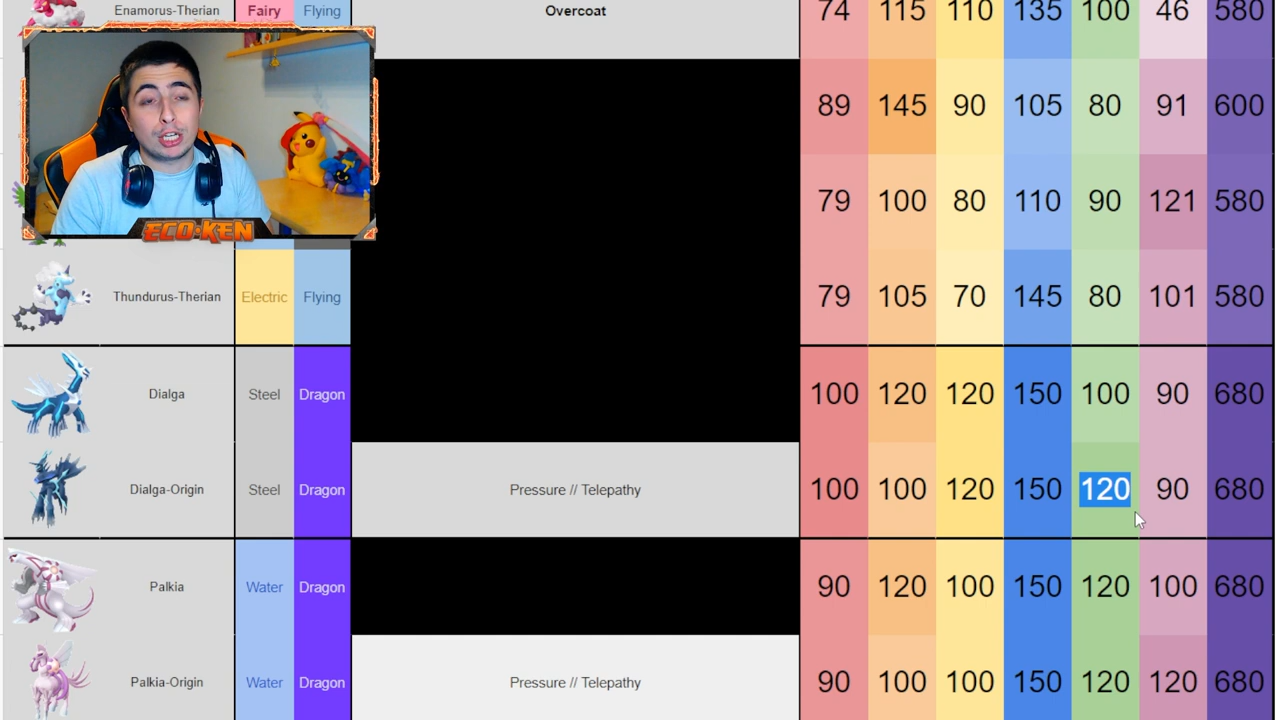 Enamorus-Therian Fairy Flying Overcoat 74 115 110 135 100 46 580
89 145 90 105 80 91 600
79 100 80 110 90 121 580
ECO-KEN
Thundurus-Therian Electric Flying 79 105 70 145 80 101 580
Dialga Steel Dragon 100 120 120 150 100 90 680
Dialga-Origin Steel Dragon Pressure // Telepathy 100 100 120 150 120 90 680
Palkia Water Dragon 90 120 100 150 120 100 680
Palkia-Origin Water Dragon Pressure // Telepathy 90 100 100 150 120 120 680